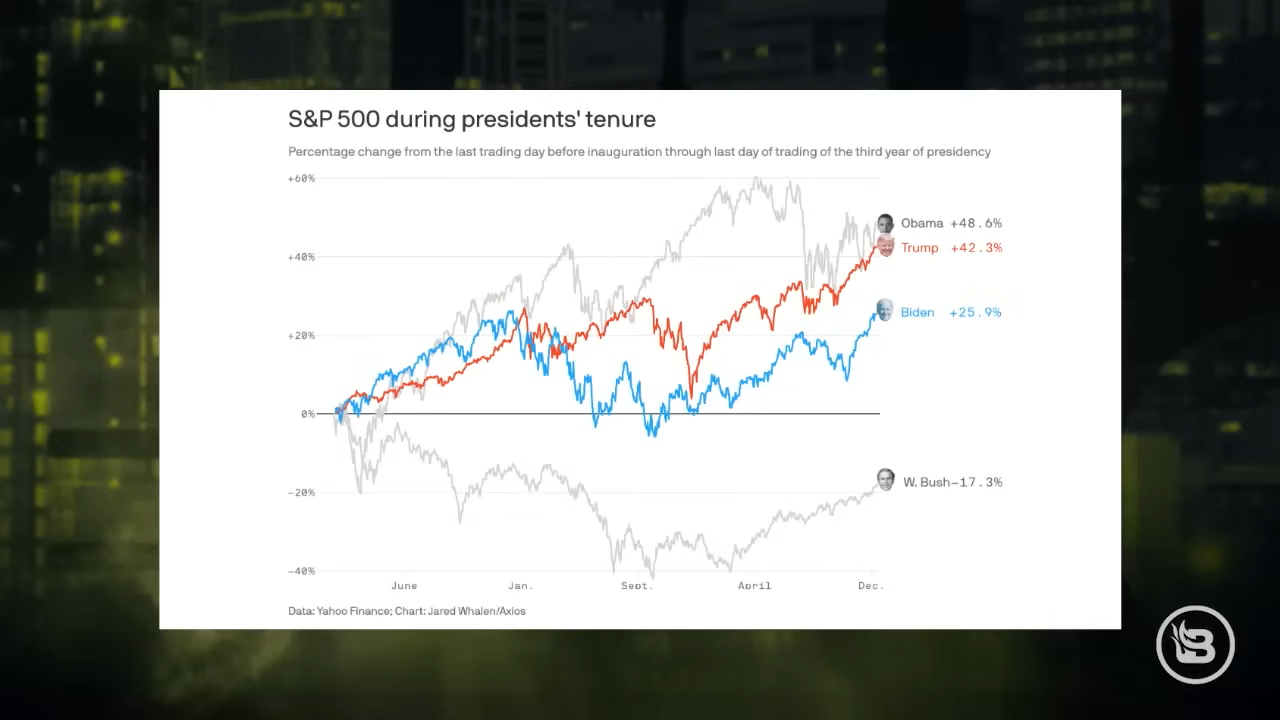 S&P 500 during presidents' tenure
Percentage change from the last trading day before inauguration through last day of trading of the third year of presidency
+60%
Obama +48.6%
Trump +42.3%
+40%
Biden +25.9%
+20%
0%
W. Bush −17.3%
−20%
−40%
June Jan. Sept. April Dec.
Data: Yahoo Finance; Chart: Jared Whalen/Axios
B